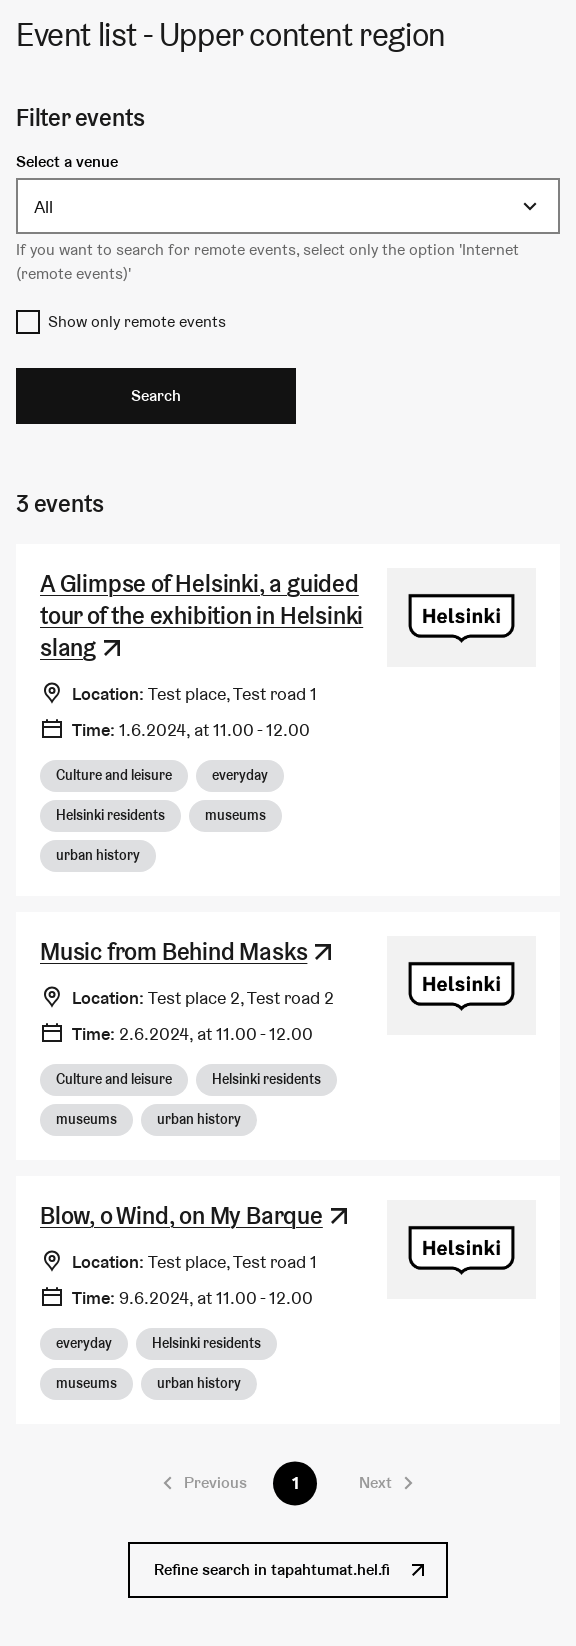 Event list - Upper content region
Filter events
Select a venue
All
If you want to search for remote events, select only the option 'Internet
(remote events)'
Show only remote events
Search
3 events
A Glimpse of Helsinki, a guided
tour of the exhibition in Helsinki
slang
Helsinki
Location: Test place, Test road 1
Time: 1.6.2024, at 11.00 - 12.00
Culture and leisure everyday
Helsinki residents museums
urban history
Music from Behind Masks
Helsinki
Location: Test place 2, Test road 2
Time: 2.6.2024, at 11.00 - 12.00
Culture and leisure Helsinki residents
museums urban history
Blow, o Wind, on My Barque
Helsinki
Location: Test place, Test road 1
Time: 9.6.2024, at 11.00 - 12.00
everyday Helsinki residents
museums urban history
Previous 1 Next
Refine search in tapahtumat.hel.fi